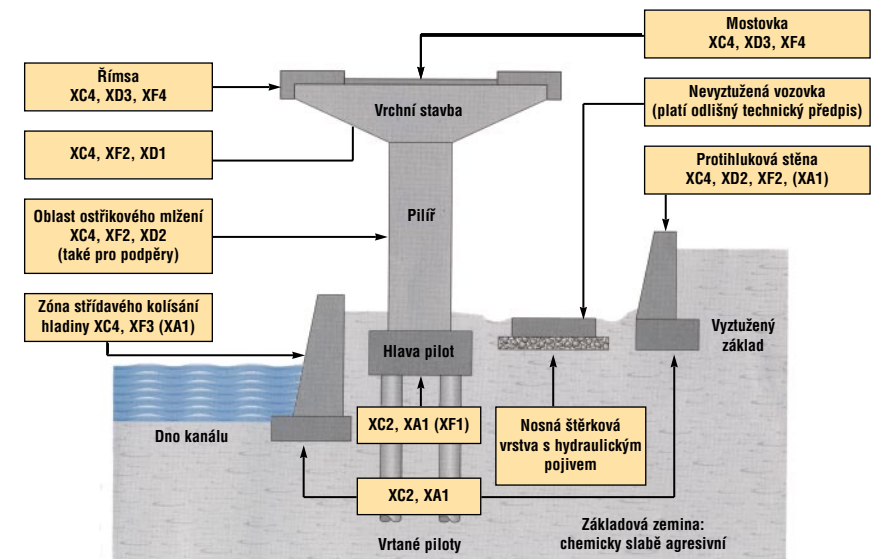 Mostovka
XC4, XD3, XF4
Římsa
XC4, XD3, XF4
Vrchní stavba
Nevyztužená vozovka
(platí odlišný technický předpis)
XC4, XF2, XD1
Protihluková stěna
XC4, XD2, XF2, (XA1)
Oblast ostřikového mlžení
XC4, XF2, XD2
(také pro podpěry)
Pilíř
Zóna střídavého kolísání
hladiny XC4, XF3 (XA1)
Hlava pilot
Vyztužený
základ
Dno kanálu
XC2, XA1 (XF1)
Nosná štěrková
vrstva s hydraulickým
pojivem
XC2, XA1
Vrtané piloty
Základová zemina:
chemicky slabě agresivní